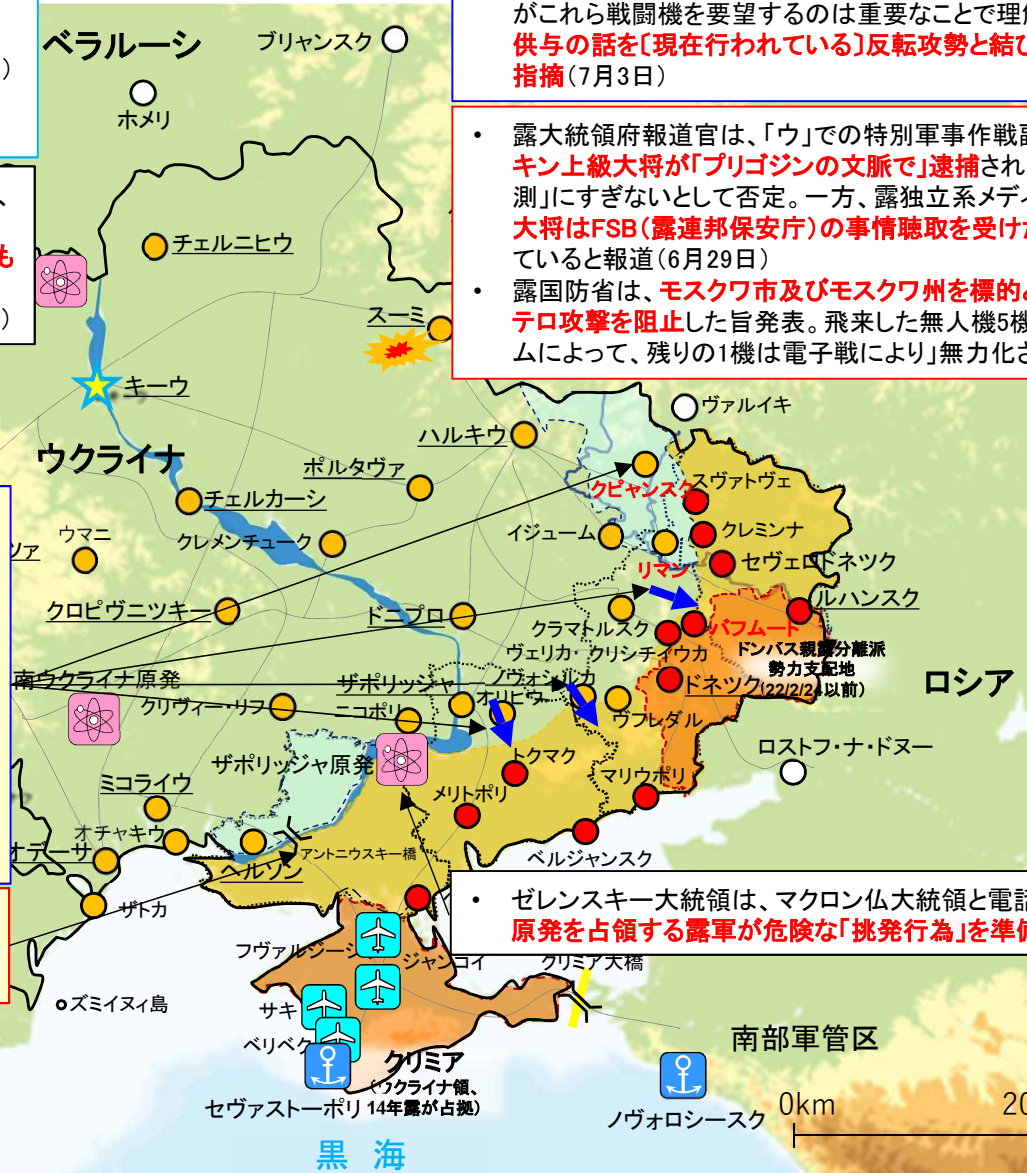 がこれら戦闘機を要望するのは重要なことで理
供与の話を〔現在行われている〕反転攻勢と結び
指摘(7月3日)
• 露大統領府報道官は、「ウ」での特別軍事作戦
キン上級大将が「プリゴジンの文脈で」逮捕され
測」にすぎないとして否定。一方、露独立系メデ
大将はFSB(露連邦保安庁)の事情聴取を受け
ていると報道(6月29日)
• 露国防省は、モスクワ市及びモスクワ州を標的
テロ攻撃を阻止した旨発表。飛来した無人機5機
ムによって、残りの1機は電子戦により」無力化
)
、
も
)
ベラルーシ
ブリャンスク
ホメリ
チェルニヒウ
スーミ
キーウ
ヴァルイキ
ハルキウ
ウクライナ
ポルタヴァ
クピャンスク
スヴァトヴェ
チェルカーシ
ウマニ
クレメンチューク
イジューム
クレミンナ
ツァ
リマン
セヴェロドネツク
クロピヴニツキー
ドニプロ
ルハンスク
クラマトルスク
バフムート
ヴェリカ・
クリシチイウカ
ドンバス親露分離派
勢力支配地
(22/2/24以前)
南ウクライナ原発
ザポリッジャ
ノヴォシルカ
ドネツク
ロシア
クリヴィー・リフ
ニコポリ
オリヒウ
ヴフレダル
ザポリッジャ原発
トクマク
ロストフ・ナ・ドヌー
ミコライウ
メリトポリ
マリウポリ
オチャキウ
オデーサ
アントニウスキー橋
ベルジャンスク
ヘルソン
ザトカ
• ゼレンスキー大統領は、マクロン仏大統領と電
原発を占領する露軍が危険な「挑発行為」を準
フヴァルジー
ジャンコイ
クリミア大橋
ズミイヌィ島
サキ
ベリベク
南部軍管区
クリミア
(ウクライナ領、
14年露が占拠)
セヴァストーポリ
ノヴォロシースク
0km
20
黒 海